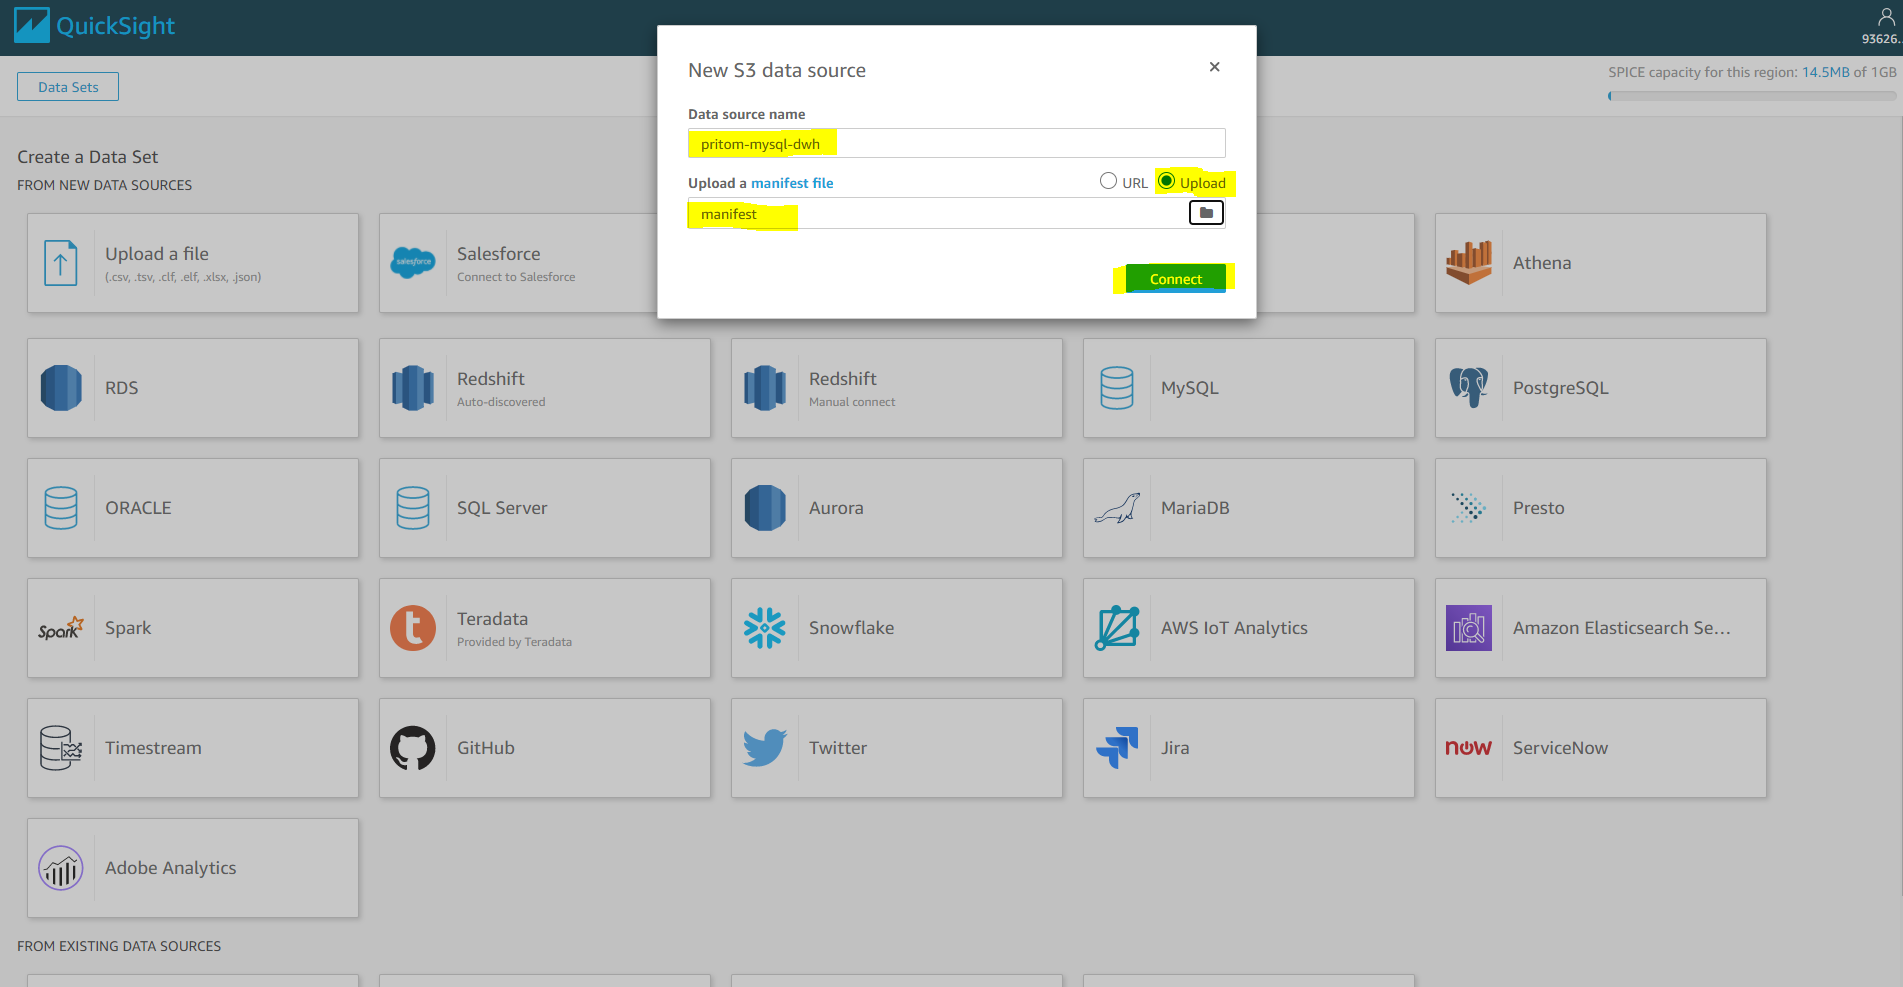 QuickSight
93626..
Data Sets
SPICE capacity for this region: 14.5MB of 1GB
New S3 data source
×
Data source name
pritom-mysql-dwh
Upload a manifest file
URL
Upload
manifest
Connect
Create a Data Set
FROM NEW DATA SOURCES
Upload a file
(.csv, .tsv, .clf, .elf, .xlsx, .json)
salesforce
Salesforce
Connect to Salesforce
Athena
RDS
Redshift
Auto-discovered
Redshift
Manual connect
MySQL
PostgreSQL
ORACLE
SQL Server
Aurora
MariaDB
Presto
Spark
Spark
t
Teradata
Provided by Teradata
Snowflake
AWS IoT Analytics
Amazon Elasticsearch Se...
Timestream
GitHub
Twitter
Jira
now
ServiceNow
Adobe Analytics
FROM EXISTING DATA SOURCES